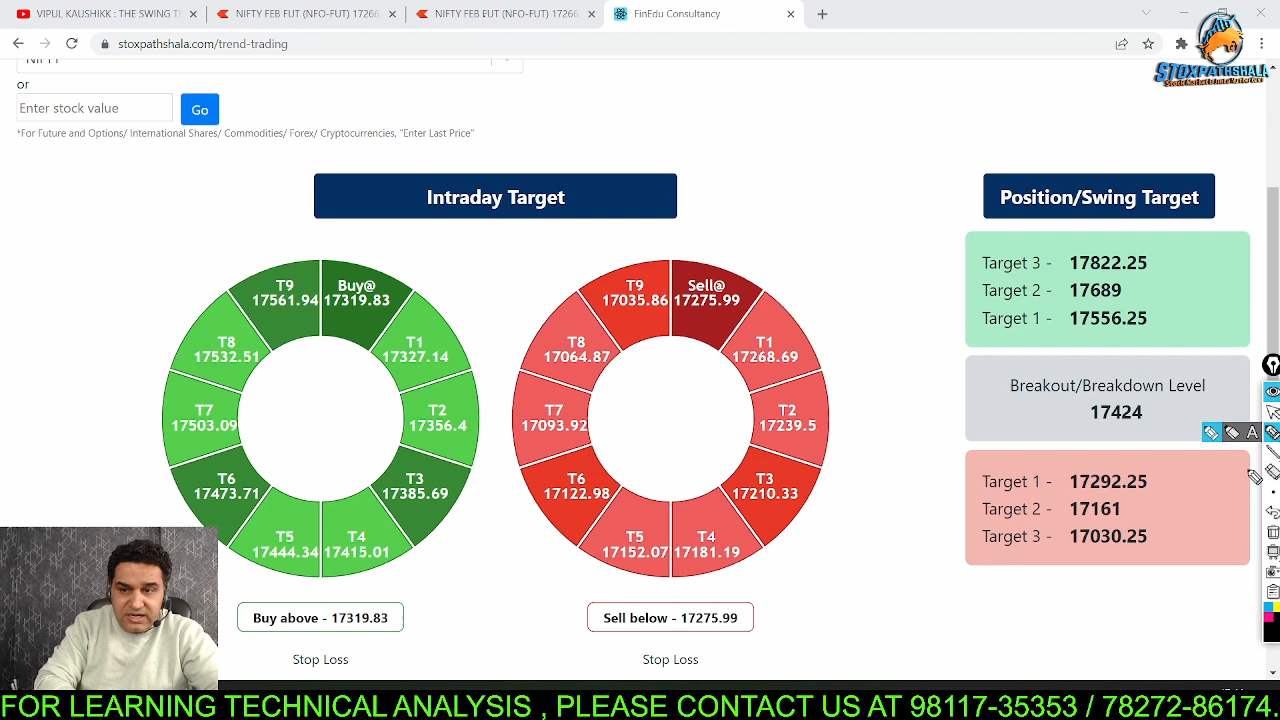 VIPUL KAUSHIKK : THE SWING T
NIFTY FEB FUT (NFO-FUT) 17266
NIFTY FEB FUT (NFO-FUT) 17266
FinEdu Consultancy
stoxpathshala.com/trend-trading
STOXPATHSHALA
NIFTY
or
Enter stock value
Go
*For Future and Options/ International Shares/ Commodities/ Forex/ Cryptocurrencies, "Enter Last Price"
Intraday Target
T9
17561.94
Buy@
17319.83
T1
17327.14
T2
17356.4
T3
17385.69
T4
17415.01
T5
17444.34
T6
17473.71
T7
17503.09
T8
17532.51
Buy above - 17319.83
Stop Loss
T9
17035.86
Sell@
17275.99
T1
17268.69
T2
17239.5
T3
17210.33
T4
17181.19
T5
17152.07
T6
17122.98
T7
17093.92
T8
17064.87
Sell below - 17275.99
Stop Loss
Position/Swing Target
Target 3 - 17822.25
Target 2 - 17689
Target 1 - 17556.25
Breakout/Breakdown Level
17424
Target 1 - 17292.25
Target 2 - 17161
Target 3 - 17030.25
A
FOR LEARNING TECHNICAL ANALYSIS , PLEASE CONTACT US AT 98117-35353 / 78272-86174.